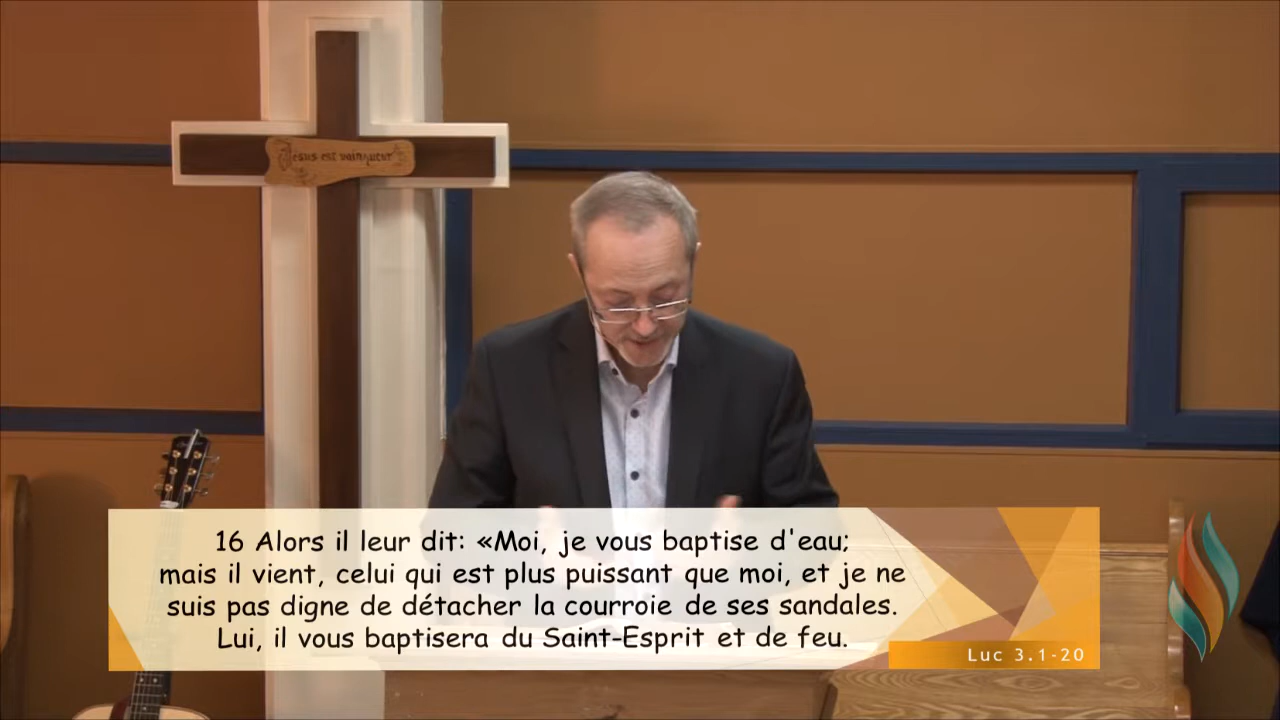 Jésus est vainqueur
16 Alors il leur dit: «Moi, je vous baptise d'eau;
mais il vient, celui qui est plus puissant que moi, et je ne
suis pas digne de détacher la courroie de ses sandales.
Lui, il vous baptisera du Saint-Esprit et de feu.
Luc 3.1-20